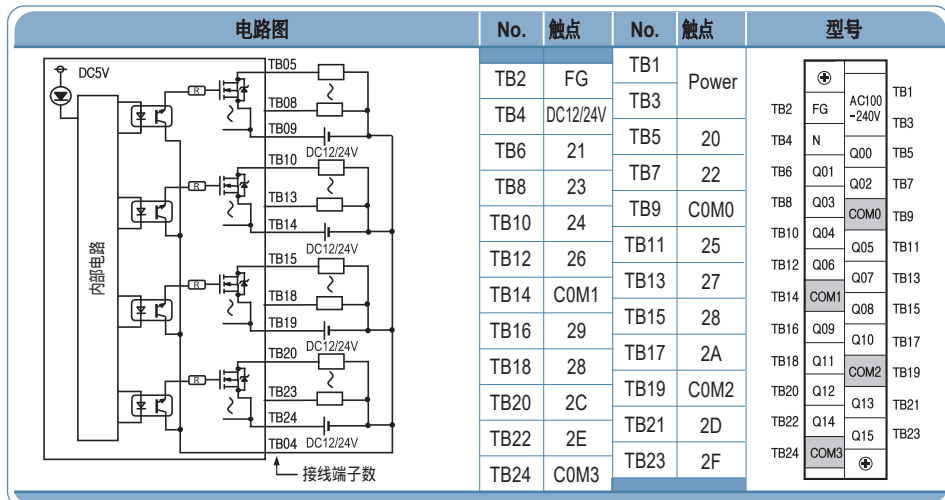 电路图
No.
触点
No.
触点
型号
DC5V
内部电路
R
TB05
TB08
TB09
DC12/24V
R
TB10
TB13
TB14
DC12/24V
R
TB15
TB18
TB19
DC12/24V
R
TB20
TB23
TB24
TB04
DC12/24V
接线端子数
TB2 FG
TB4 DC12/24V
TB6 21
TB8 23
TB10 24
TB12 26
TB14 C0M1
TB16 29
TB18 28
TB20 2C
TB22 2E
TB24 C0M3
TB1
Power
TB3
TB5 20
TB7 22
TB9 C0M0
TB11 25
TB13 27
TB15 28
TB17 2A
TB19 C0M2
TB21 2D
TB23 2F
TB2 FG
TB4 N
TB6 Q01
TB8 Q03
TB10 Q04
TB12 Q06
TB14 COM1
TB16 Q09
TB18 Q11
TB20 Q12
TB22 Q14
TB24 COM3
AC100
-240V
TB1
TB3
Q00 TB5
Q02 TB7
COM0 TB9
Q05 TB11
Q07 TB13
Q08 TB15
Q10 TB17
COM2 TB19
Q13 TB21
Q15 TB23